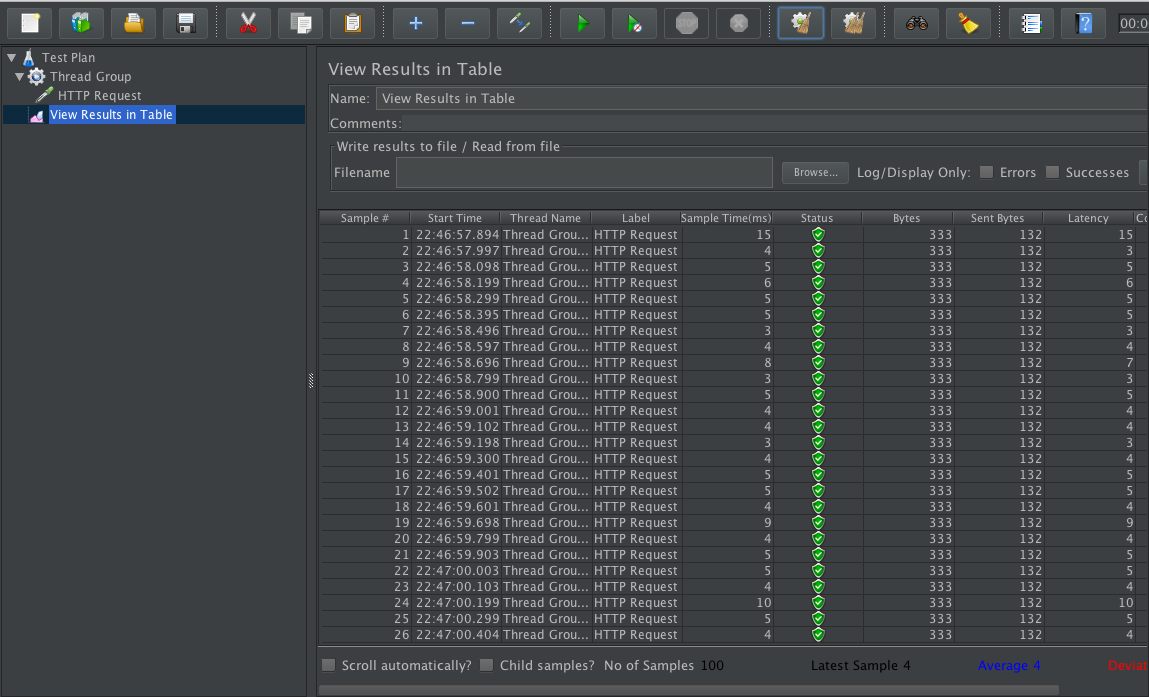 STOP
00:0
Test Plan
Thread Group
HTTP Request
View Results in Table
View Results in Table
Name: View Results in Table
Comments:
Write results to file / Read from file
Filename Browse... Log/Display Only: Errors Successes
Sample # Start Time Thread Name Label Sample Time(ms) Status Bytes Sent Bytes Latency Co
1 22:46:57.894 Thread Grou... HTTP Request 15 333 132 15
2 22:46:57.997 Thread Grou... HTTP Request 4 333 132 3
3 22:46:58.098 Thread Grou... HTTP Request 5 333 132 5
4 22:46:58.199 Thread Grou... HTTP Request 6 333 132 6
5 22:46:58.299 Thread Grou... HTTP Request 5 333 132 5
6 22:46:58.395 Thread Grou... HTTP Request 5 333 132 5
7 22:46:58.496 Thread Grou... HTTP Request 3 333 132 3
8 22:46:58.597 Thread Grou... HTTP Request 4 333 132 4
9 22:46:58.696 Thread Grou... HTTP Request 8 333 132 7
10 22:46:58.799 Thread Grou... HTTP Request 3 333 132 3
11 22:46:58.900 Thread Grou... HTTP Request 5 333 132 5
12 22:46:59.001 Thread Grou... HTTP Request 4 333 132 4
13 22:46:59.102 Thread Grou... HTTP Request 4 333 132 4
14 22:46:59.198 Thread Grou... HTTP Request 3 333 132 3
15 22:46:59.300 Thread Grou... HTTP Request 4 333 132 4
16 22:46:59.401 Thread Grou... HTTP Request 5 333 132 5
17 22:46:59.502 Thread Grou... HTTP Request 5 333 132 5
18 22:46:59.601 Thread Grou... HTTP Request 4 333 132 4
19 22:46:59.698 Thread Grou... HTTP Request 9 333 132 9
20 22:46:59.799 Thread Grou... HTTP Request 4 333 132 4
21 22:46:59.903 Thread Grou... HTTP Request 5 333 132 5
22 22:47:00.003 Thread Grou... HTTP Request 5 333 132 5
23 22:47:00.103 Thread Grou... HTTP Request 4 333 132 4
24 22:47:00.199 Thread Grou... HTTP Request 10 333 132 10
25 22:47:00.299 Thread Grou... HTTP Request 5 333 132 5
26 22:47:00.404 Thread Grou... HTTP Request 4 333 132 4
Scroll automatically? Child samples? No of Samples 100 Latest Sample 4 Average 4 Deviat